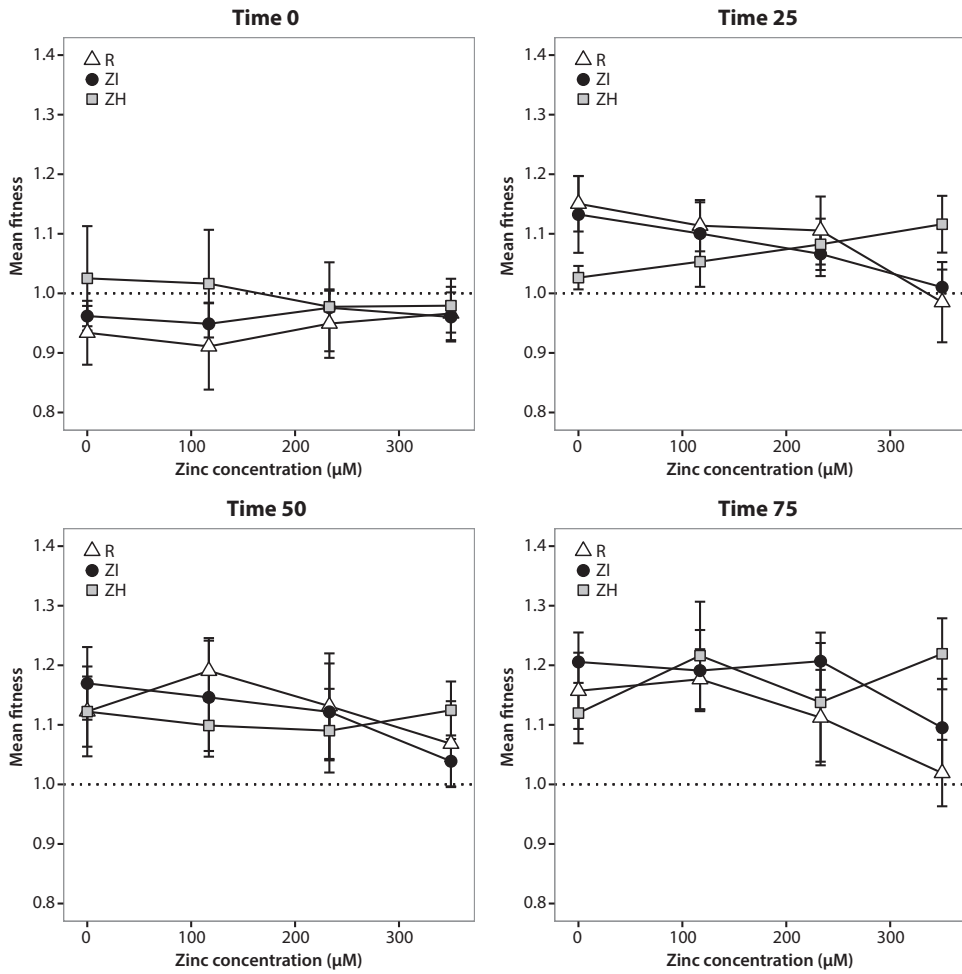 Time 0
R
ZI
ZH
1.4
1.3
1.2
1.1
1.0
0.9
0.8
Mean fitness
0 100 200 300
Zinc concentration (µM)
Time 25
R
ZI
ZH
1.4
1.3
1.2
1.1
1.0
0.9
0.8
Mean fitness
0 100 200 300
Zinc concentration (µM)
Time 50
R
ZI
ZH
1.4
1.3
1.2
1.1
1.0
0.9
0.8
Mean fitness
0 100 200 300
Zinc concentration (µM)
Time 75
R
ZI
ZH
1.4
1.3
1.2
1.1
1.0
0.9
0.8
Mean fitness
0 100 200 300
Zinc concentration (µM)